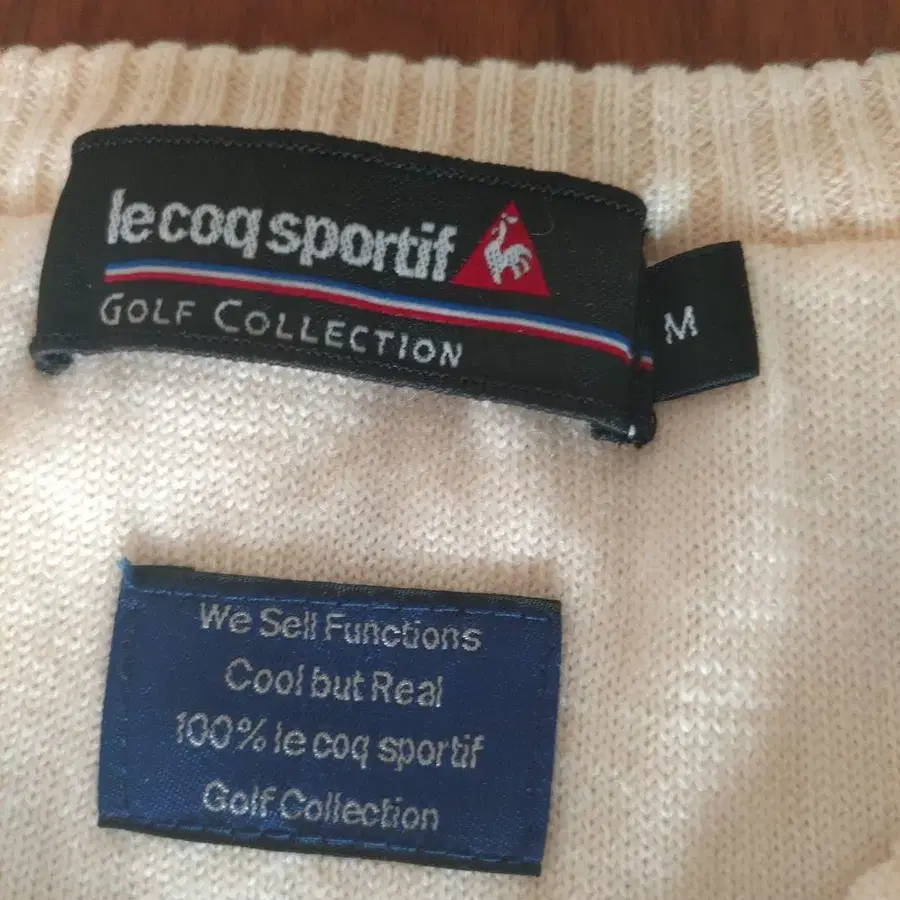 le coq sportif
GOLF COLLECTION
M
We Sell Functions
Cool but Real
100% le coq sportif
Golf Collection